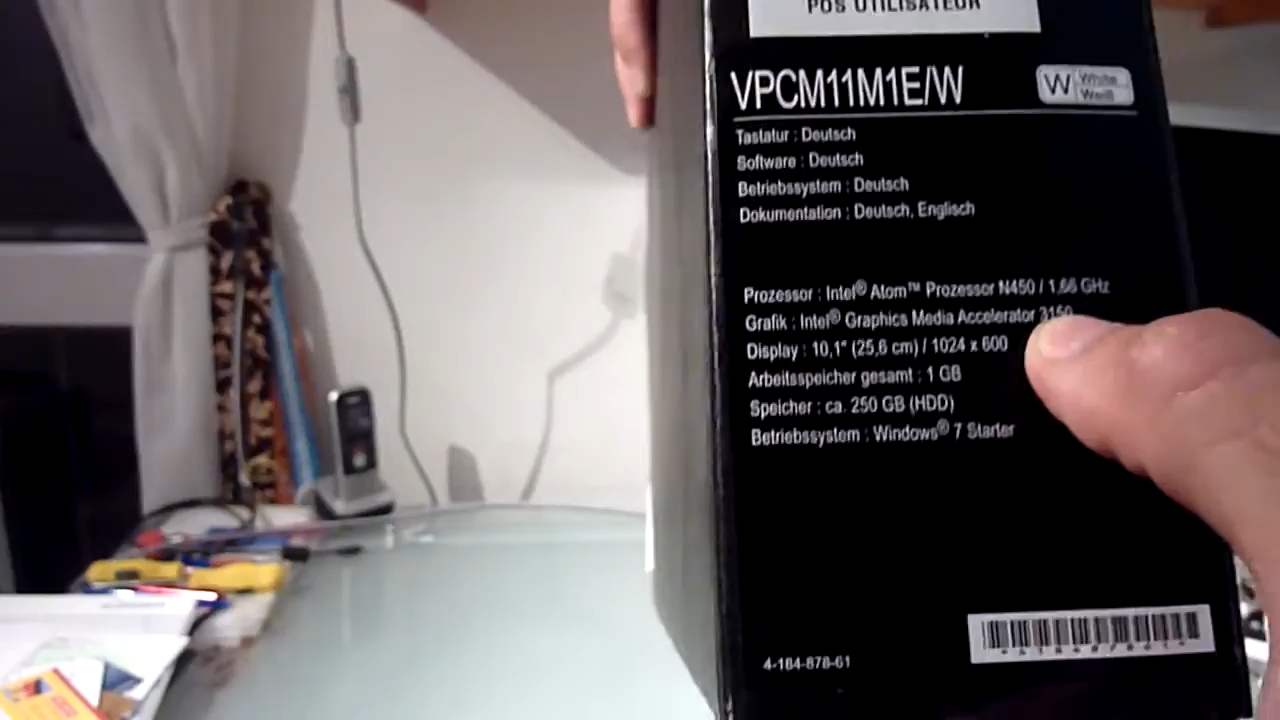 POS UTILISATEUR
VPCM11M1E/W
W White
Weiß
Tastatur : Deutsch
Software : Deutsch
Betriebssystem : Deutsch
Dokumentation : Deutsch, Englisch
Prozessor : Intel® Atom™ Prozessor N450 / 1,66 GHz
Grafik : Intel® Graphics Media Accelerator 3150
Display : 10,1" (25,6 cm) / 1024 x 600
Arbeitsspeicher gesamt : 1 GB
Speicher : ca. 250 GB (HDD)
Betriebssystem : Windows® 7 Starter
4-184-878-61